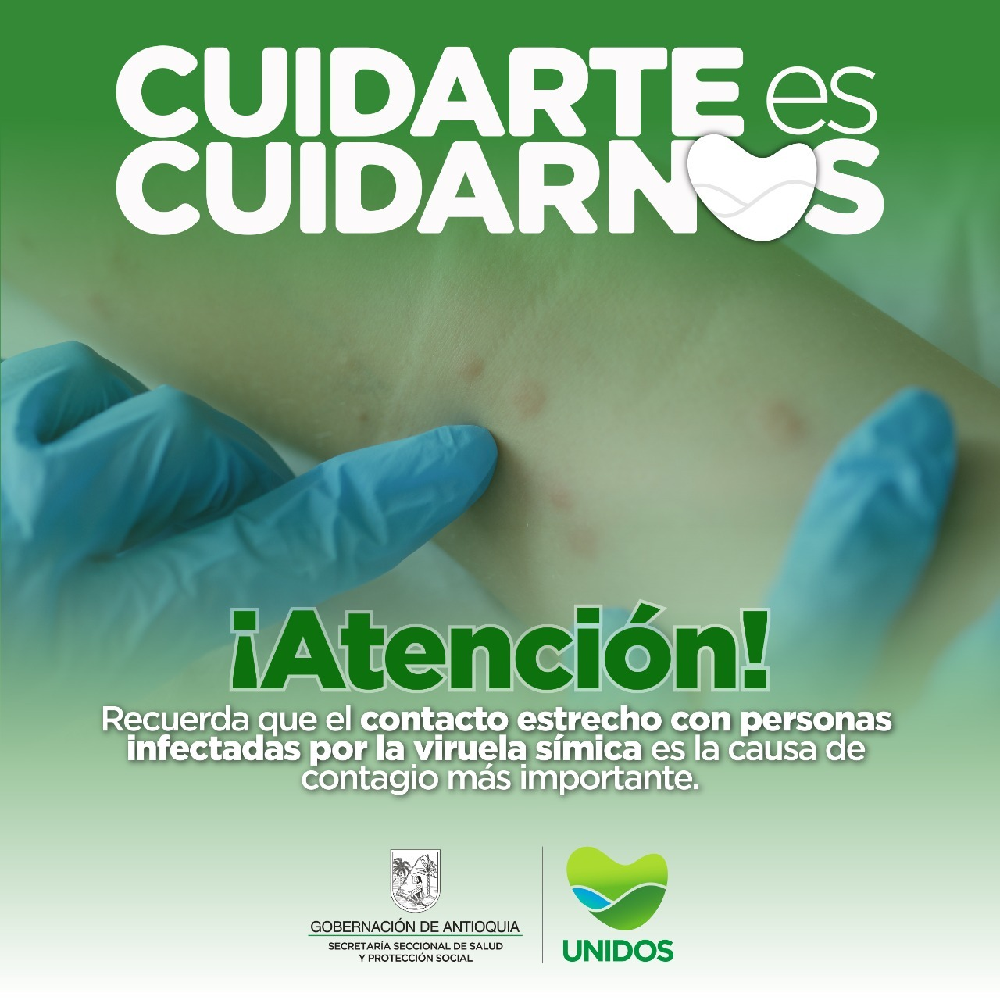 CUIDARTE es
CUIDARNOS
¡Atención!
Recuerda que el contacto estrecho con personas
infectadas por la viruela símica es la causa de
contagio más importante.
GOBERNACIÓN DE ANTIOQUIA
SECRETARÍA SECCIONAL DE SALUD
Y PROTECCIÓN SOCIAL
UNIDOS